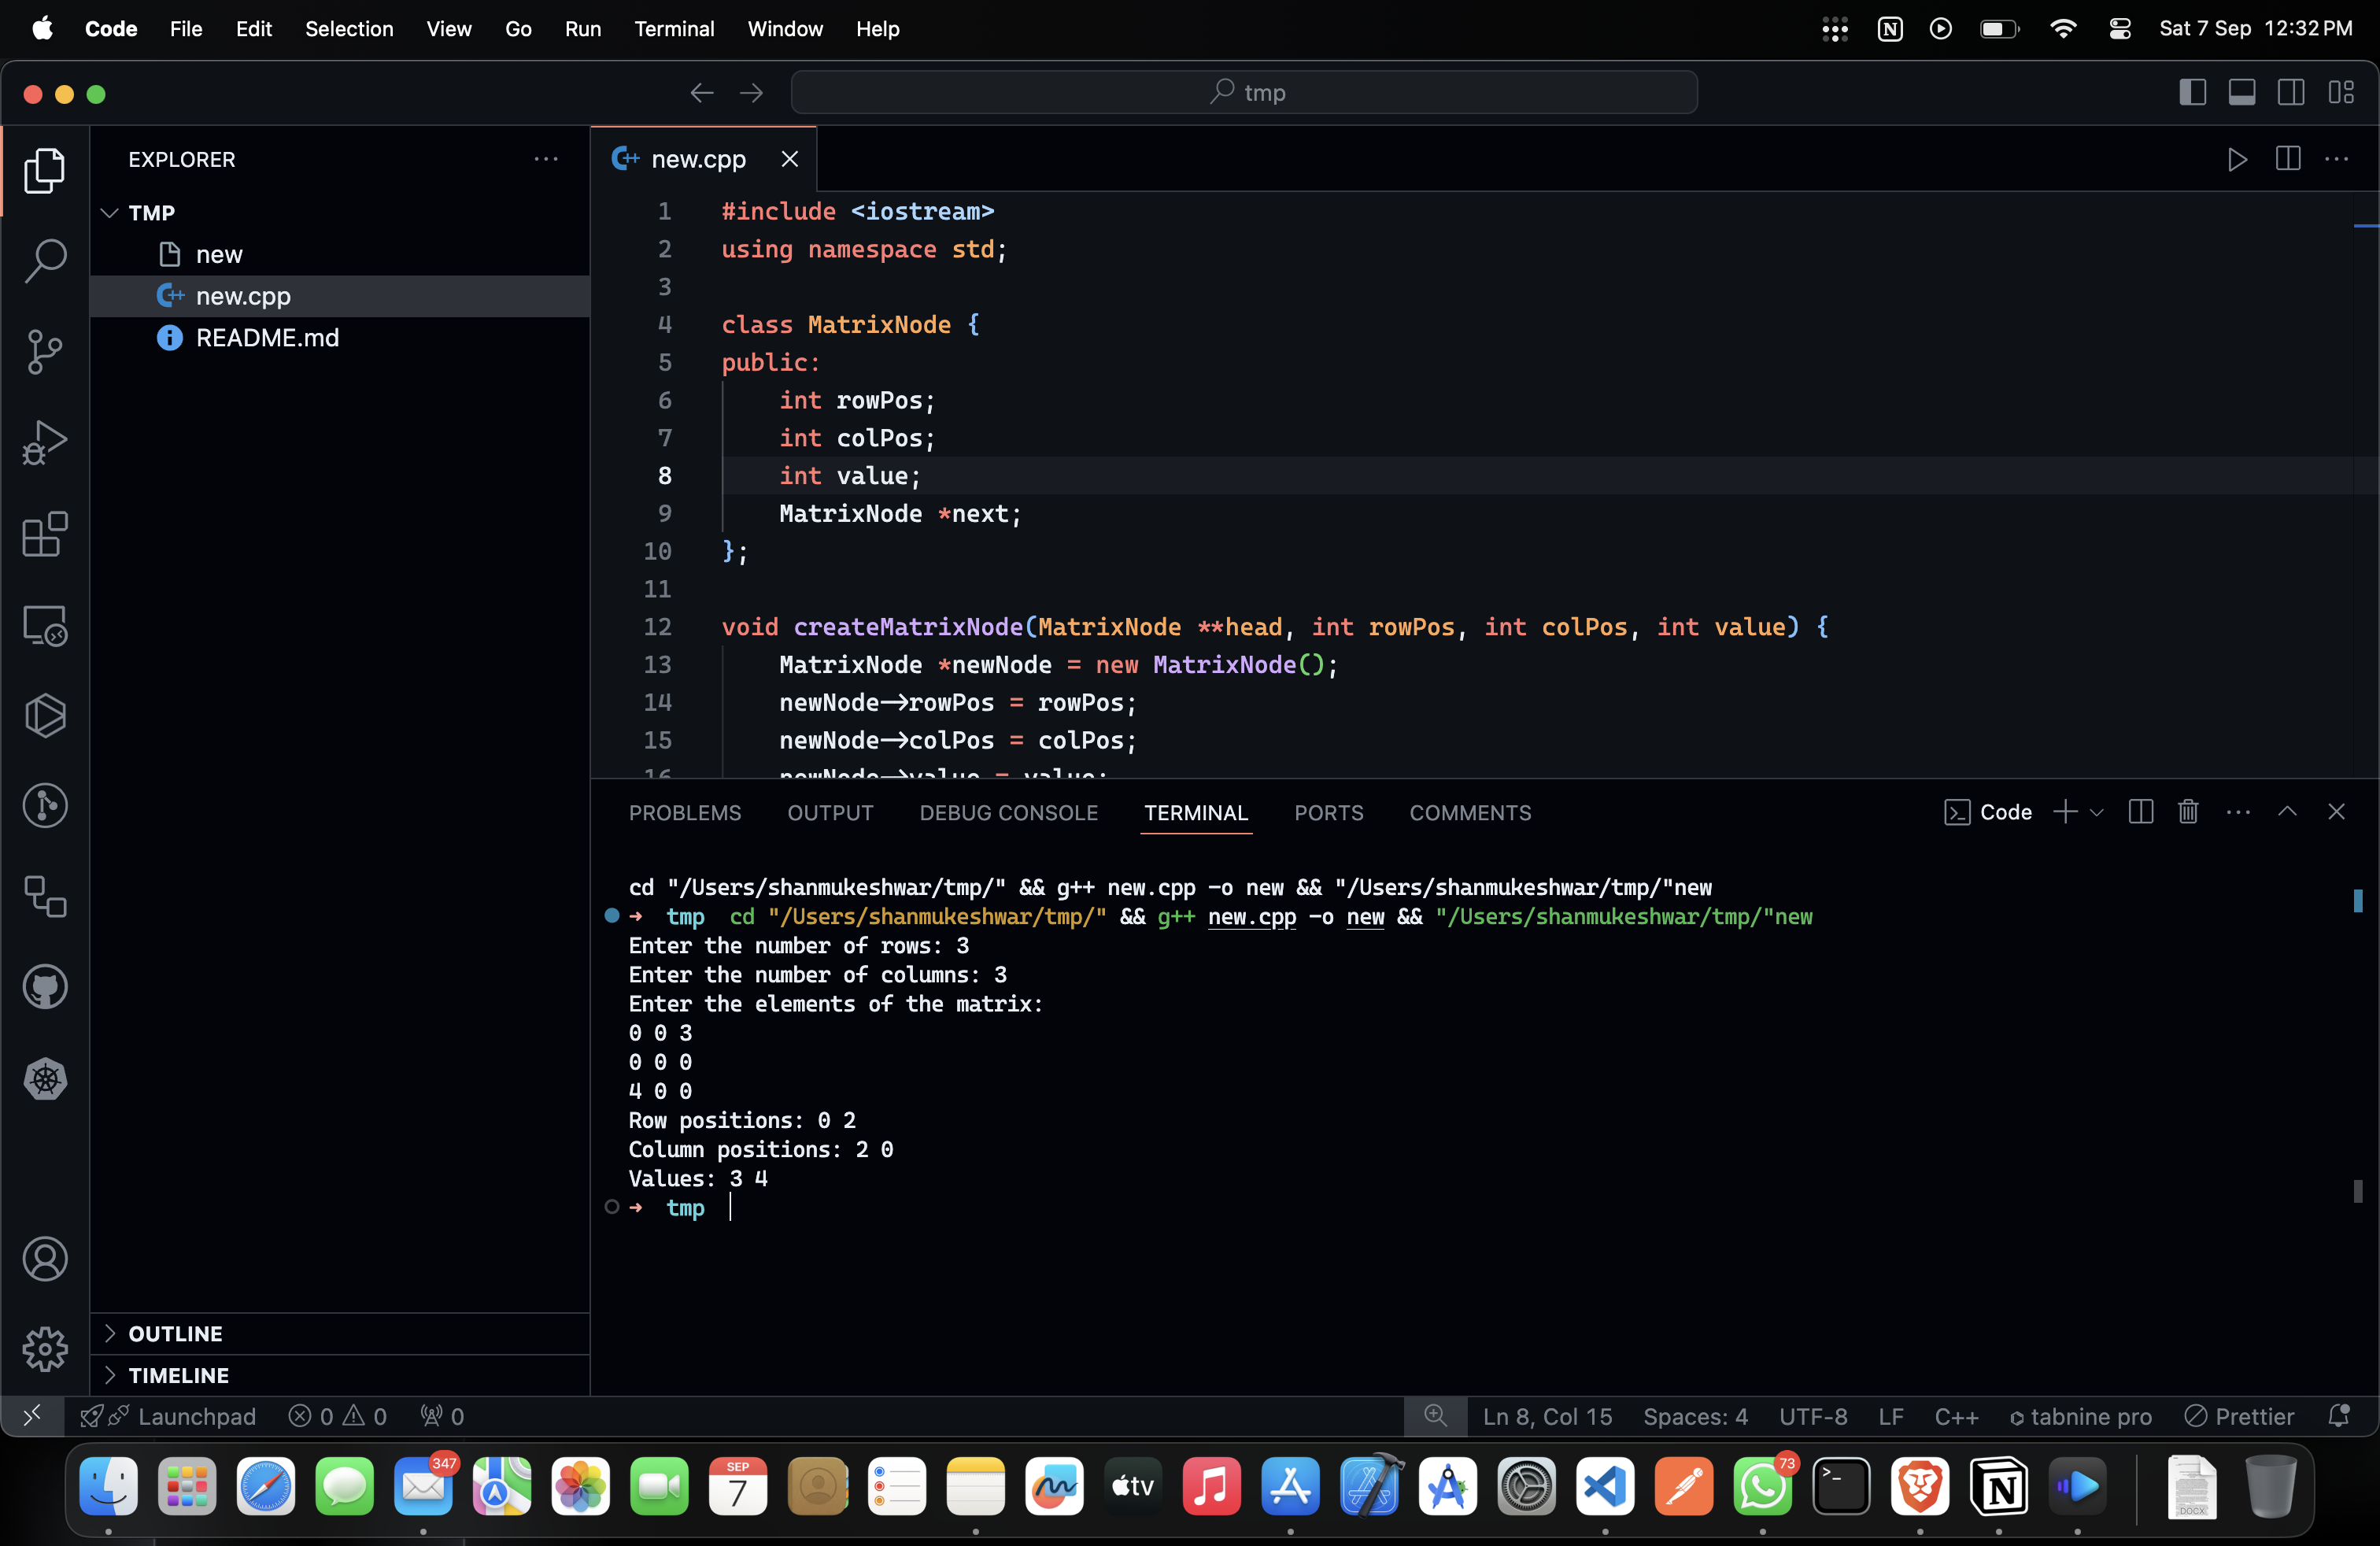 Code File Edit Selection View Go Run Terminal Window Help
Sat 7 Sep 12:32 PM
tmp
EXPLORER
TMP
new
new.cpp
README.md
OUTLINE
TIMELINE
new.cpp
1 #include <iostream>
2 using namespace std;
3
4 class MatrixNode {
5 public:
6 int rowPos;
7 int colPos;
8 int value;
9 MatrixNode *next;
10 };
11
12 void createMatrixNode(MatrixNode **head, int rowPos, int colPos, int value) {
13 MatrixNode *newNode = new MatrixNode();
14 newNode->rowPos = rowPos;
15 newNode->colPos = colPos;
16 newNode->value = value;
PROBLEMS OUTPUT DEBUG CONSOLE TERMINAL PORTS COMMENTS
Code
cd "/Users/shanmukeshwar/tmp/" && g++ new.cpp -o new && "/Users/shanmukeshwar/tmp/"new
➜ tmp cd "/Users/shanmukeshwar/tmp/" && g++ new.cpp -o new && "/Users/shanmukeshwar/tmp/"new
Enter the number of rows: 3
Enter the number of columns: 3
Enter the elements of the matrix:
0 0 3
0 0 0
4 0 0
Row positions: 0 2
Column positions: 2 0
Values: 3 4
➜ tmp
Launchpad 0 0 0
Ln 8, Col 15 Spaces: 4 UTF-8 LF C++ tabnine pro Prettier
347
SEP
7
tv
73
DOCX